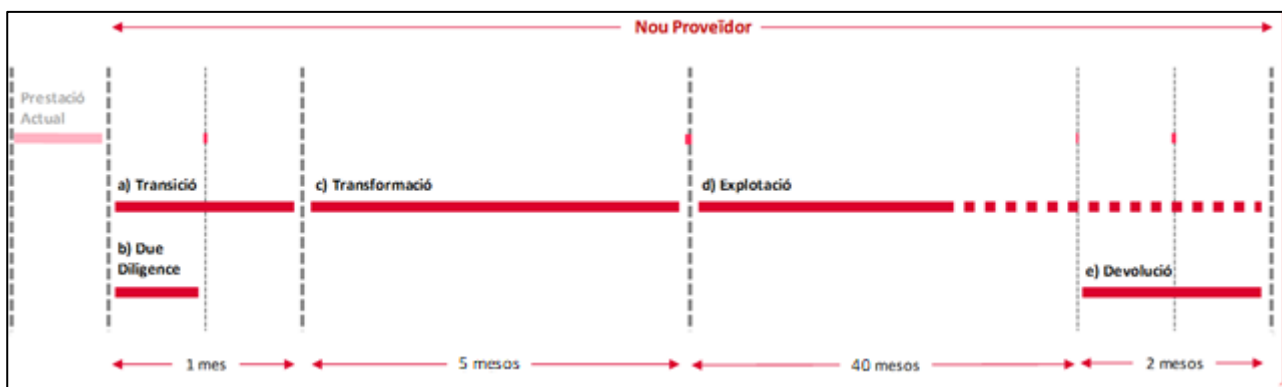 Nou Proveïdor
Prestació
Actual
a) Transició
c) Transformació
d) Explotació
b) Due
Diligence
e) Devolució
1 mes
5 mesos
40 mesos
2 mesos